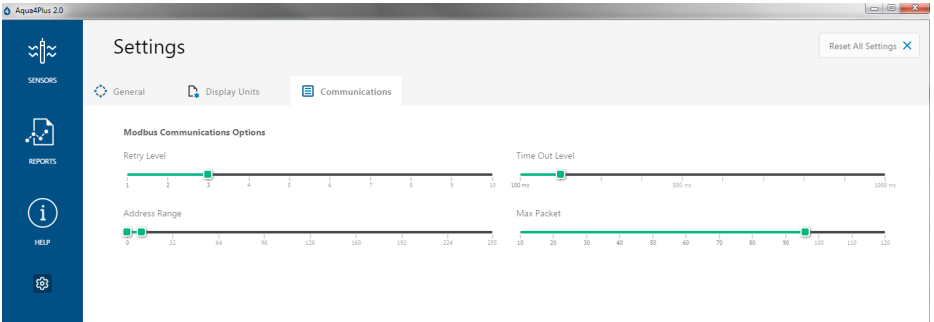 Aqua4Plus 2.0
Settings
Reset All Settings
SENSORS
General
Display Units
Communications
Modbus Communications Options
Retry Level
Time Out Level
1 2 3 4 5 6 7 8 9 10
100 ms 500 ms 1000 ms
REPORTS
Address Range
Max Packet
0 32 64 96 128 160 192 224 255
10 20 30 40 50 60 70 80 90 100 110 120
HELP